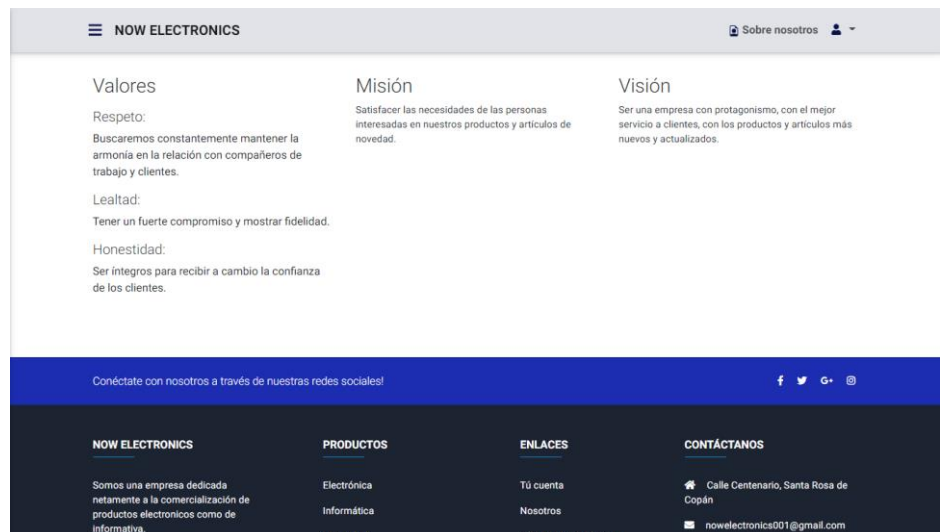 NOW ELECTRONICS
Sobre nosotros
Valores
Respeto:
Buscaremos constantemente mantener la
armonía en la relación con compañeros de
trabajo y clientes.
Lealtad:
Tener un fuerte compromiso y mostrar fidelidad.
Honestidad:
Ser íntegros para recibir a cambio la confianza
de los clientes.
Misión
Satisfacer las necesidades de las personas
interesadas en nuestros productos y artículos de
novedad.
Visión
Ser una empresa con protagonismo, con el mejor
servicio a clientes, con los productos y artículos más
nuevos y actualizados.
Conéctate con nosotros a través de nuestras redes sociales!
NOW ELECTRONICS
Somos una empresa dedicada
netamente a la comercialización de
productos electronicos como de
informativa.
PRODUCTOS
Electrónica
Informática
ENLACES
Tú cuenta
Nosotros
CONTÁCTANOS
Calle Centenario, Santa Rosa de
Copán
nowelectronics001@gmail.com